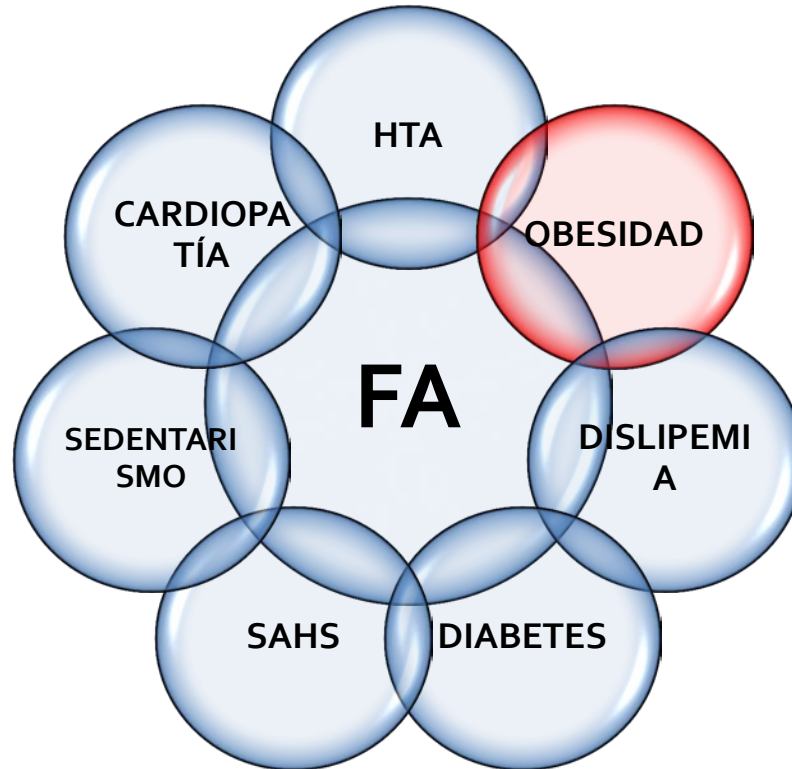 HTA
OBESIDAD
CARDIOPA
TÍA
FA
SEDENTARI
SMO
DISLIPEMI
A
SAHS
DIABETES